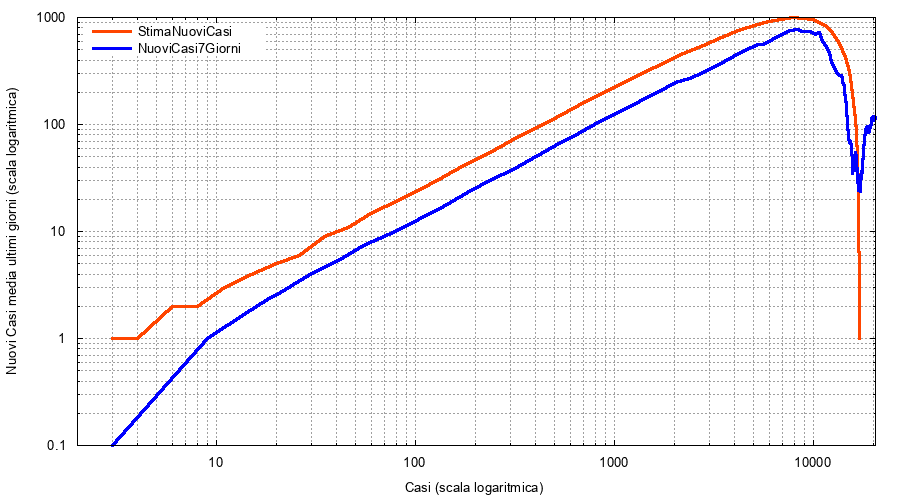 1000
StimaNuoviCasi
NuoviCasi7Giorni
100
10
1
0.1
Nuovi Casi media ultimi giorni (scala logaritmica)
10 100 1000 10000
Casi (scala logaritmica)